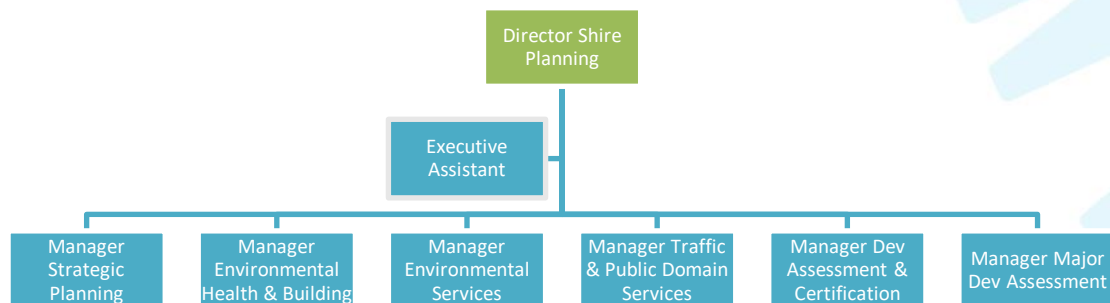 Director Shire
Planning
Executive
Assistant
Manager
Strategic
Planning
Manager
Environmental
Health & Building
Manager
Environmental
Services
Manager Traffic
& Public Domain
Services
Manager Dev
Assessment &
Certification
Manager Major
Dev Assessment